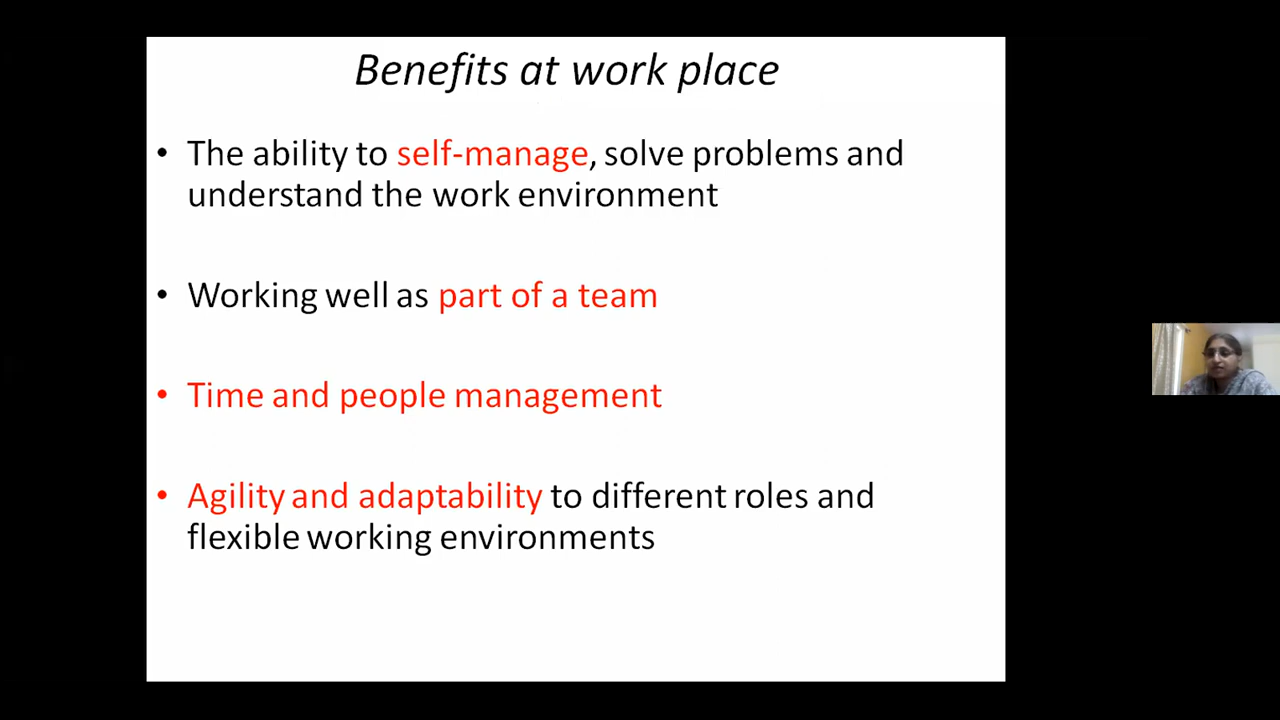 Benefits at work place
• The ability to self-manage, solve problems and
understand the work environment
• Working well as part of a team
• Time and people management
• Agility and adaptability to different roles and
flexible working environments